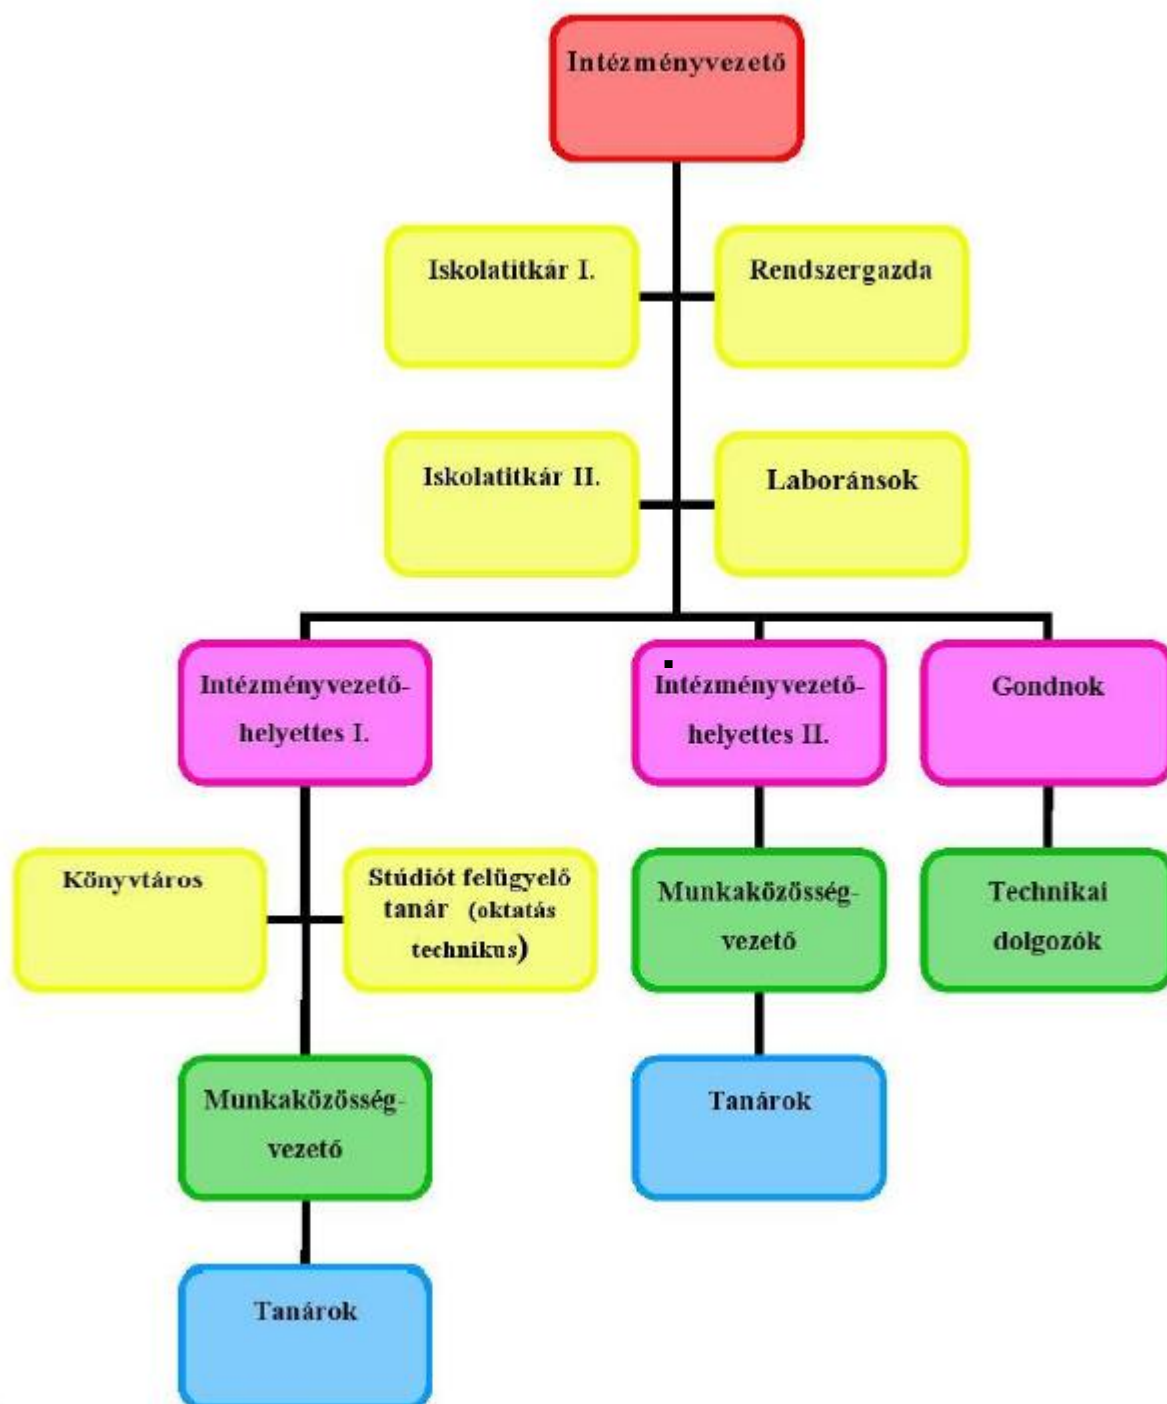 Intézményvezető
Iskolatitkár I.
Rendszergazda
Iskolatitkár II.
Laboránsok
Intézményvezető-
helyettes I.
Intézményvezető-
helyettes II.
Gondnok
Könyvtáros
Stúdiót felügyelő
tanár (oktatás
technikus)
Munkaközösség-
vezető
Technikai
dolgozók
Munkaközösség-
vezető
Tanárok
Tanárok